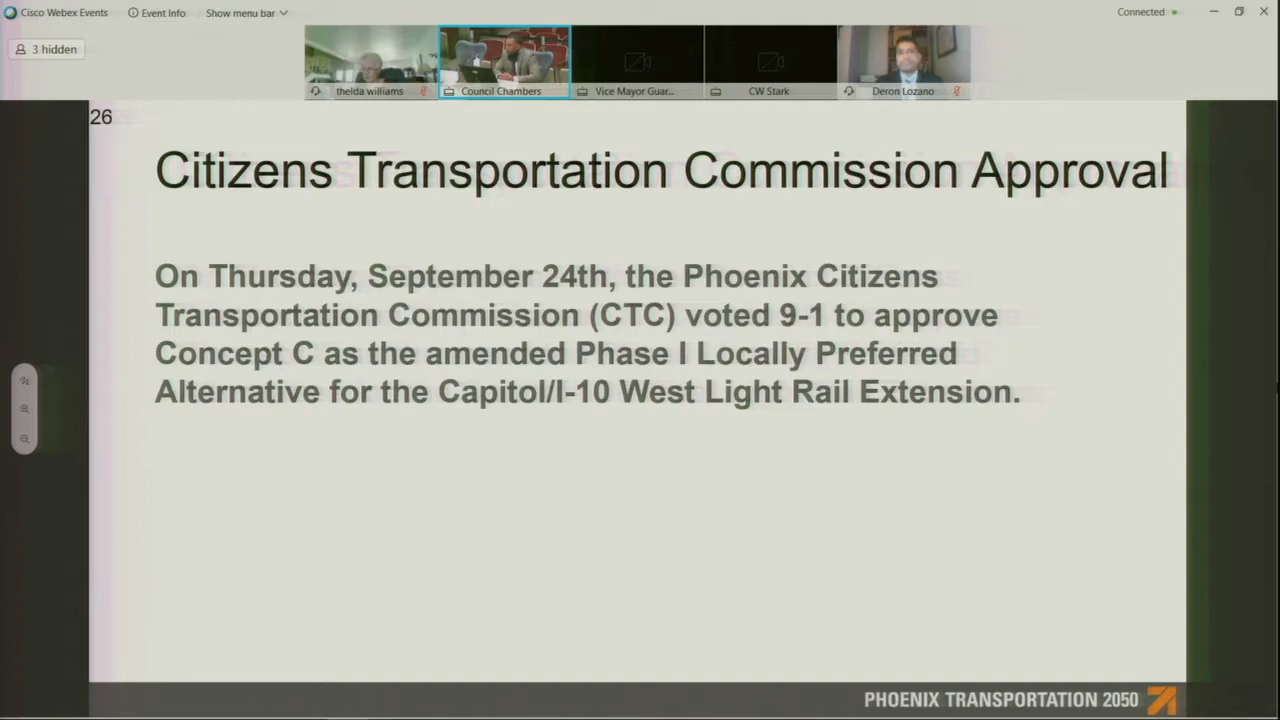 Cisco Webex Events
Event Info
Show menu bar
Connected
3 hidden
thelda williams
Council Chambers
Vice Mayor Guar...
CW Stark
Deron Lozano
26
Citizens Transportation Commission Approval
On Thursday, September 24th, the Phoenix Citizens
Transportation Commission (CTC) voted 9-1 to approve
Concept C as the amended Phase I Locally Preferred
Alternative for the Capitol/I-10 West Light Rail Extension.
PHOENIX TRANSPORTATION 2050